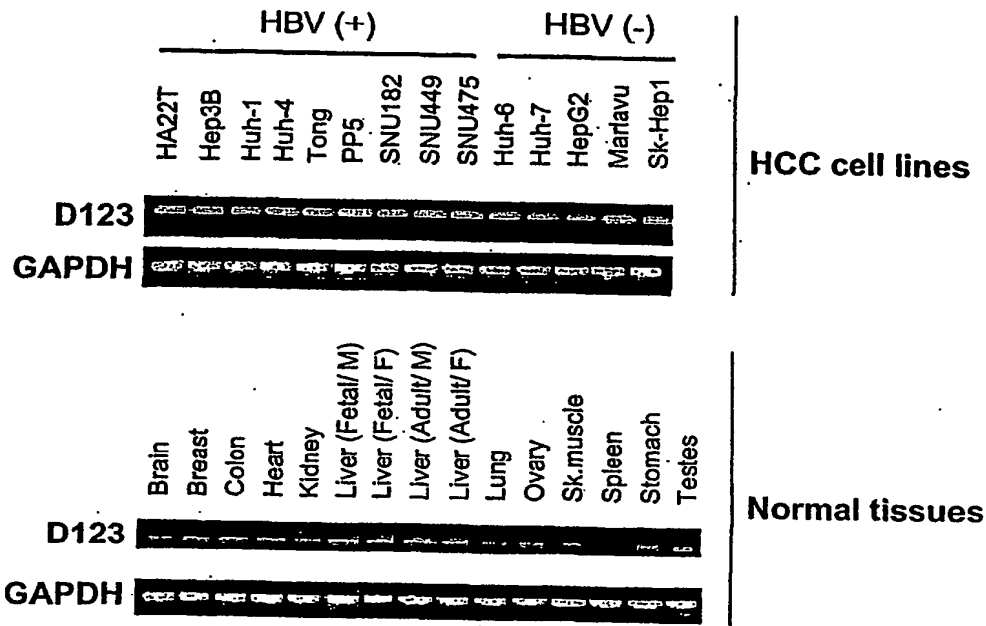 HBV (+) HBV (-)
HA22T Hep3B Huh-1 Huh-4 Tong PP5 SNU182 SNU449 SNU475 Huh-6 Huh-7 HepG2 Marlavu Sk-Hep1
HCC cell lines
D123
GAPDH
Brain Breast Colon Heart Kidney Liver (Fetal/ M) Liver (Fetal/ F) Liver (Adult/ M) Liver (Adult/ F) Lung Ovary Sk.muscle Spleen Stomach Testes
Normal tissues
D123
GAPDH